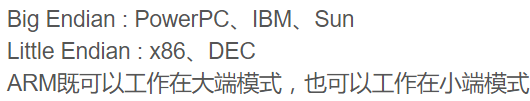 Big Endian : PowerPC、IBM、Sun
Little Endian : x86、DEC
ARM既可以工作在大端模式，也可以工作在小端模式